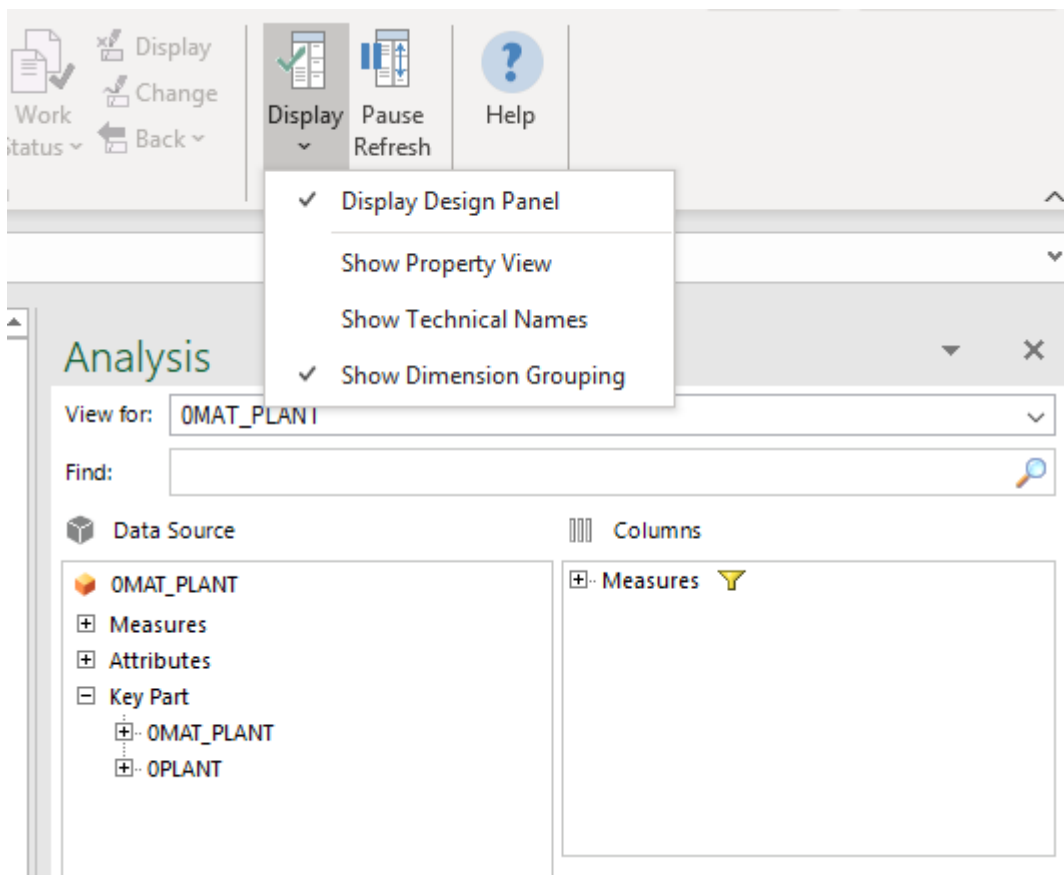 Work
Status
Display
Change
Back
Display
Pause
Refresh
Help
Display Design Panel
Show Property View
Show Technical Names
Show Dimension Grouping
Analysis
View for: 0MAT_PLANT
Find:
Data Source
Columns
0MAT_PLANT
Measures
Attributes
Key Part
0MAT_PLANT
0PLANT
Measures